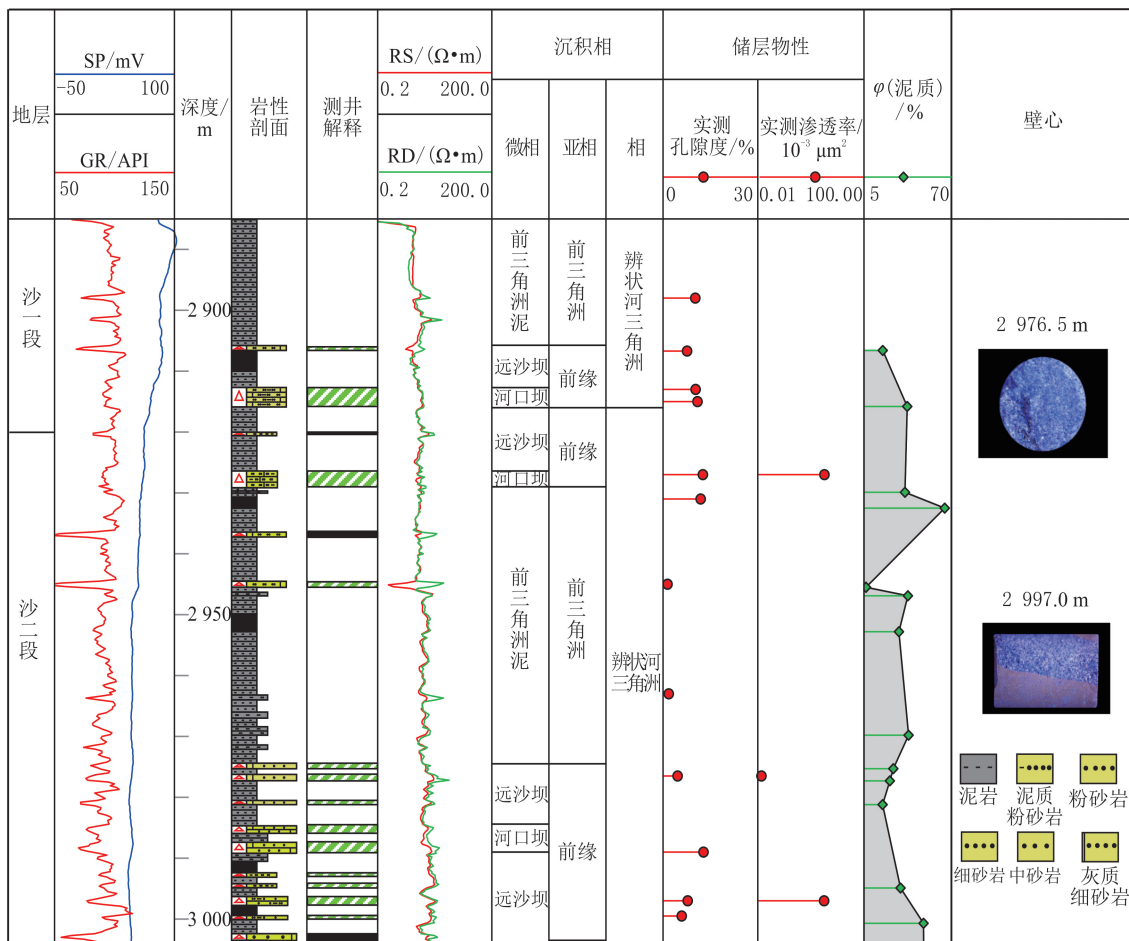 地层
SP/mV
-50 100
GR/API
50 150
深度/
m
岩性
剖面
测井
解释
RS/(Ω•m)
0.2 200.0
RD/(Ω•m)
0.2 200.0
沉积相
微相
亚相
相
储层物性
实测
孔隙度/%
0 30
实测渗透率/
10⁻³ μm²
0.01 100.00
φ(泥质)
/%
5 70
壁心
沙一段
沙二段
2 900
2 950
3 000
前三角洲泥
远沙坝
河口坝
远沙坝
河口坝
前三角洲泥
远沙坝
河口坝
远沙坝
前三角洲
前缘
前缘
前三角洲
前缘
辨状河三角洲
辨状河
三角洲
2 976.5 m
2 997.0 m
泥岩
泥质
粉砂岩
粉砂岩
细砂岩
中砂岩
灰质
细砂岩